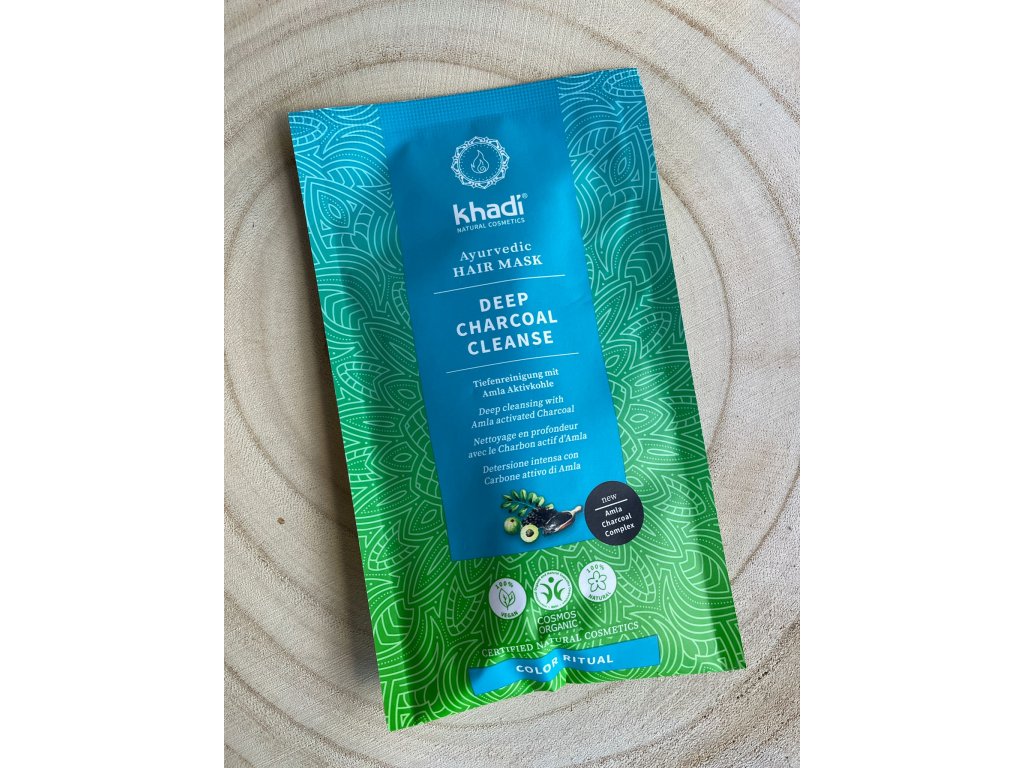 khadi®
NATURAL COSMETICS
Ayurvedic
HAIR MASK
DEEP
CHARCOAL
CLEANSE
Tiefenreinigung mit
Amla Aktivkohle
Deep cleansing with
Amla activated Charcoal
Nettoyage en profondeur
avec le Charbon actif d'Amla
Detersione intensa con
Carbone attivo di Amla
new
Amla
Charcoal
Complex
100%
VEGAN
COSMOS
ORGANIC
100%
NATURAL
CERTIFIED NATURAL COSMETICS
COLOR RITUAL